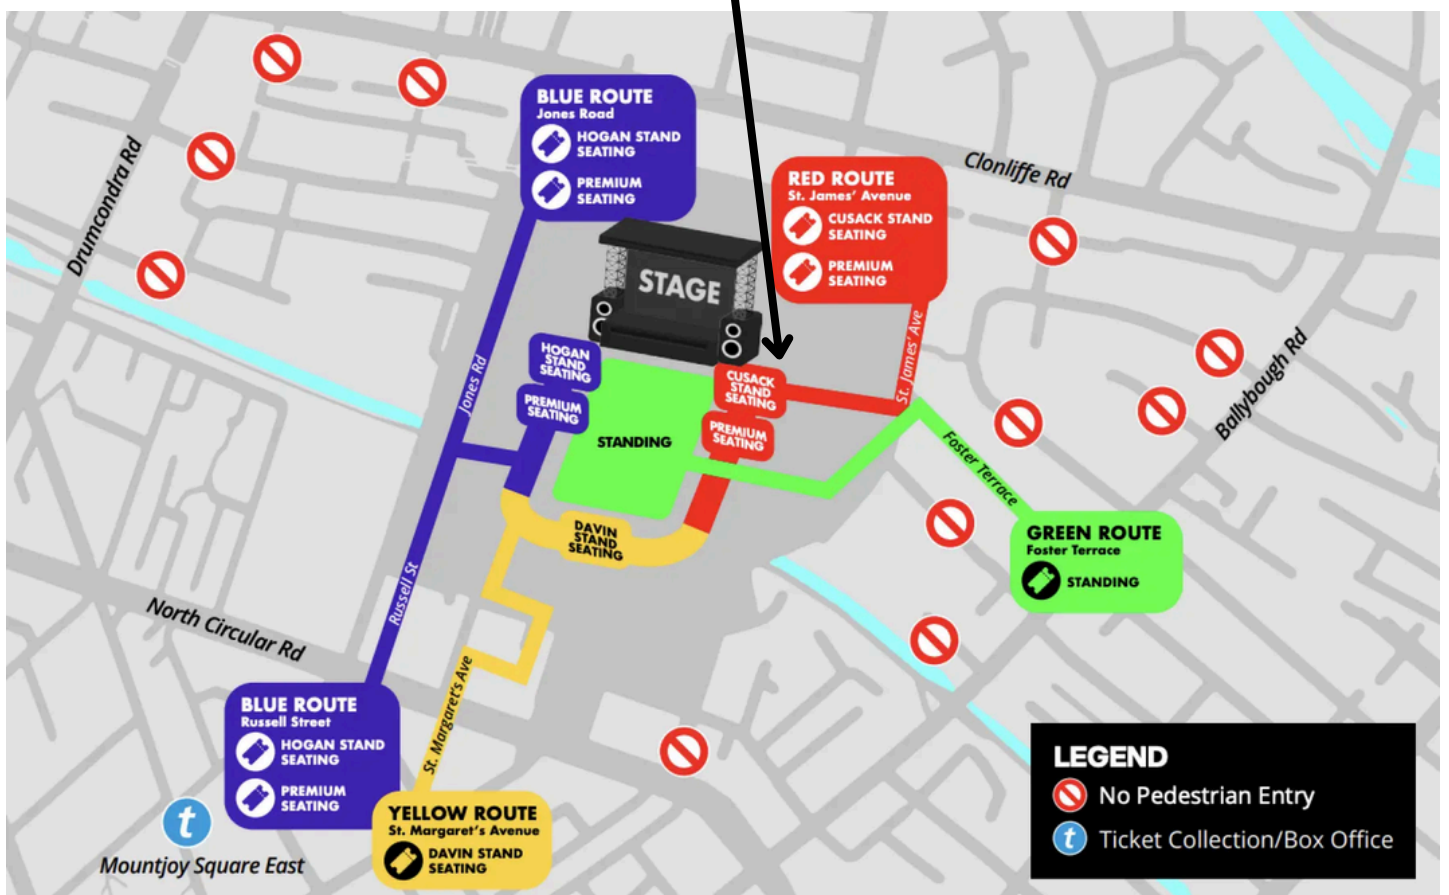 BLUE ROUTE
Jones Road
HOGAN STAND
SEATING
PREMIUM
SEATING
RED ROUTE
St. James' Avenue
CUSACK STAND
SEATING
PREMIUM
SEATING
Clonliffe Rd
Drumcondra Rd
STAGE
HOGAN
STAND
SEATING
PREMIUM
SEATING
CUSACK
STAND
SEATING
PREMIUM
SEATING
STANDING
DAVIN
STAND
SEATING
Jones Rd
St. James' Ave
Ballybough Rd
Foster Terrace
GREEN ROUTE
Foster Terrace
STANDING
Russell St
North Circular Rd
St. Margaret's Ave
BLUE ROUTE
Russell Street
HOGAN STAND
SEATING
PREMIUM
SEATING
YELLOW ROUTE
St. Margaret's Avenue
DAVIN STAND
SEATING
t
Mountjoy Square East
LEGEND
No Pedestrian Entry
t
Ticket Collection/Box Office